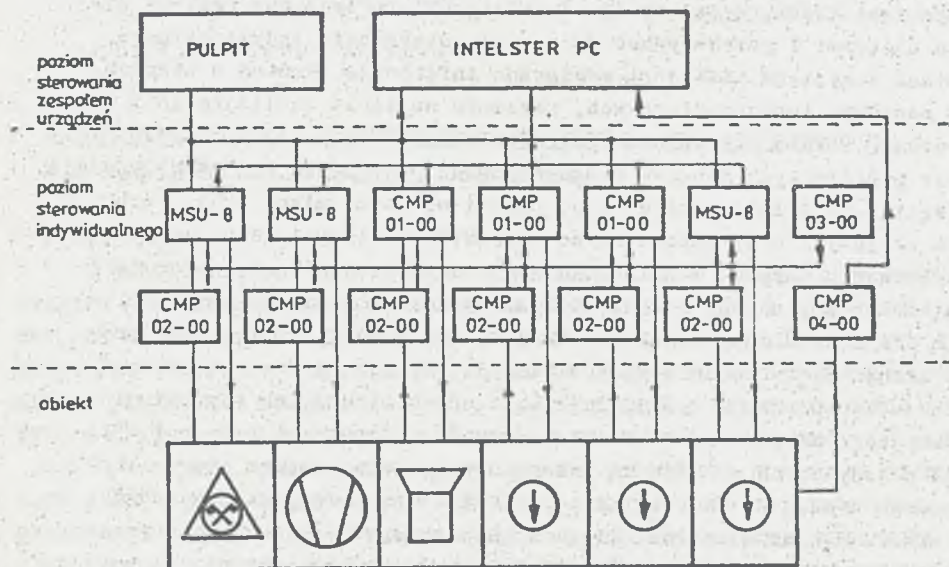 PULPIT
INTELSTER PC
poziom
sterowania
zespołem
urządzeń
poziom
sterowania
indywidualnego
MSU-8
MSU-8
CMP
01-00
CMP
01-00
CMP
01-00
MSU-8
CMP
03-00
CMP
02-00
CMP
02-00
CMP
02-00
CMP
02-00
CMP
02-00
CMP
02-00
CMP
04-00
obiekt